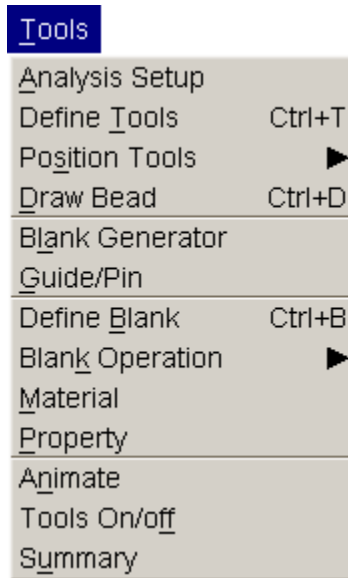 Tools
Analysis Setup
Define Tools Ctrl+T
Position Tools ▶
Draw Bead Ctrl+D
Blank Generator
Guide/Pin
Define Blank Ctrl+B
Blank Operation ▶
Material
Property
Animate
Tools On/off
Summary